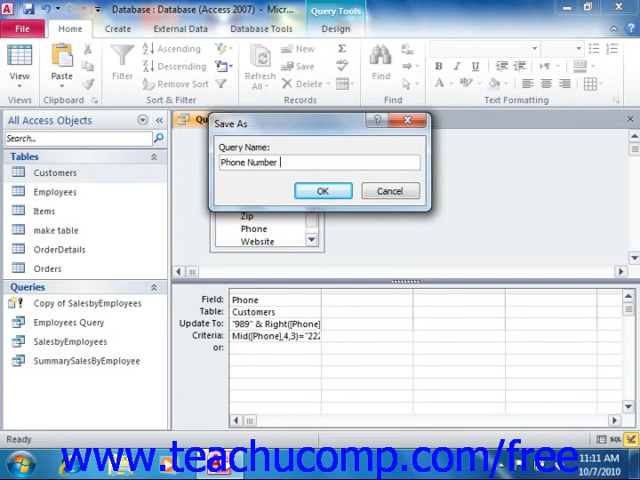 Database : Database (Access 2007) - Mic...
Query Tools
File Home Create External Data Database Tools Design
View Paste Filter Ascending Descending Remove Sort Refresh All New Save Delete Σ Find B I U A
Views Clipboard Sort & Filter Records Find Text Formatting
All Access Objects
Search...
Tables
Customers
Employees
Items
make table
OrderDetails
Orders
Queries
Copy of SalesbyEmployees
Employees Query
SalesbyEmployees
SummarySalesByEmployee
Save As
Query Name:
Phone Number
OK Cancel
Zip
Phone
Website
Field: Phone
Table: Customers
Update To: "989" & Right([Phone]
Criteria: Mid([Phone],4,3)="222
or:
Ready
SQL
www.teachucomp.com/free
11:11 AM
10/7/2010